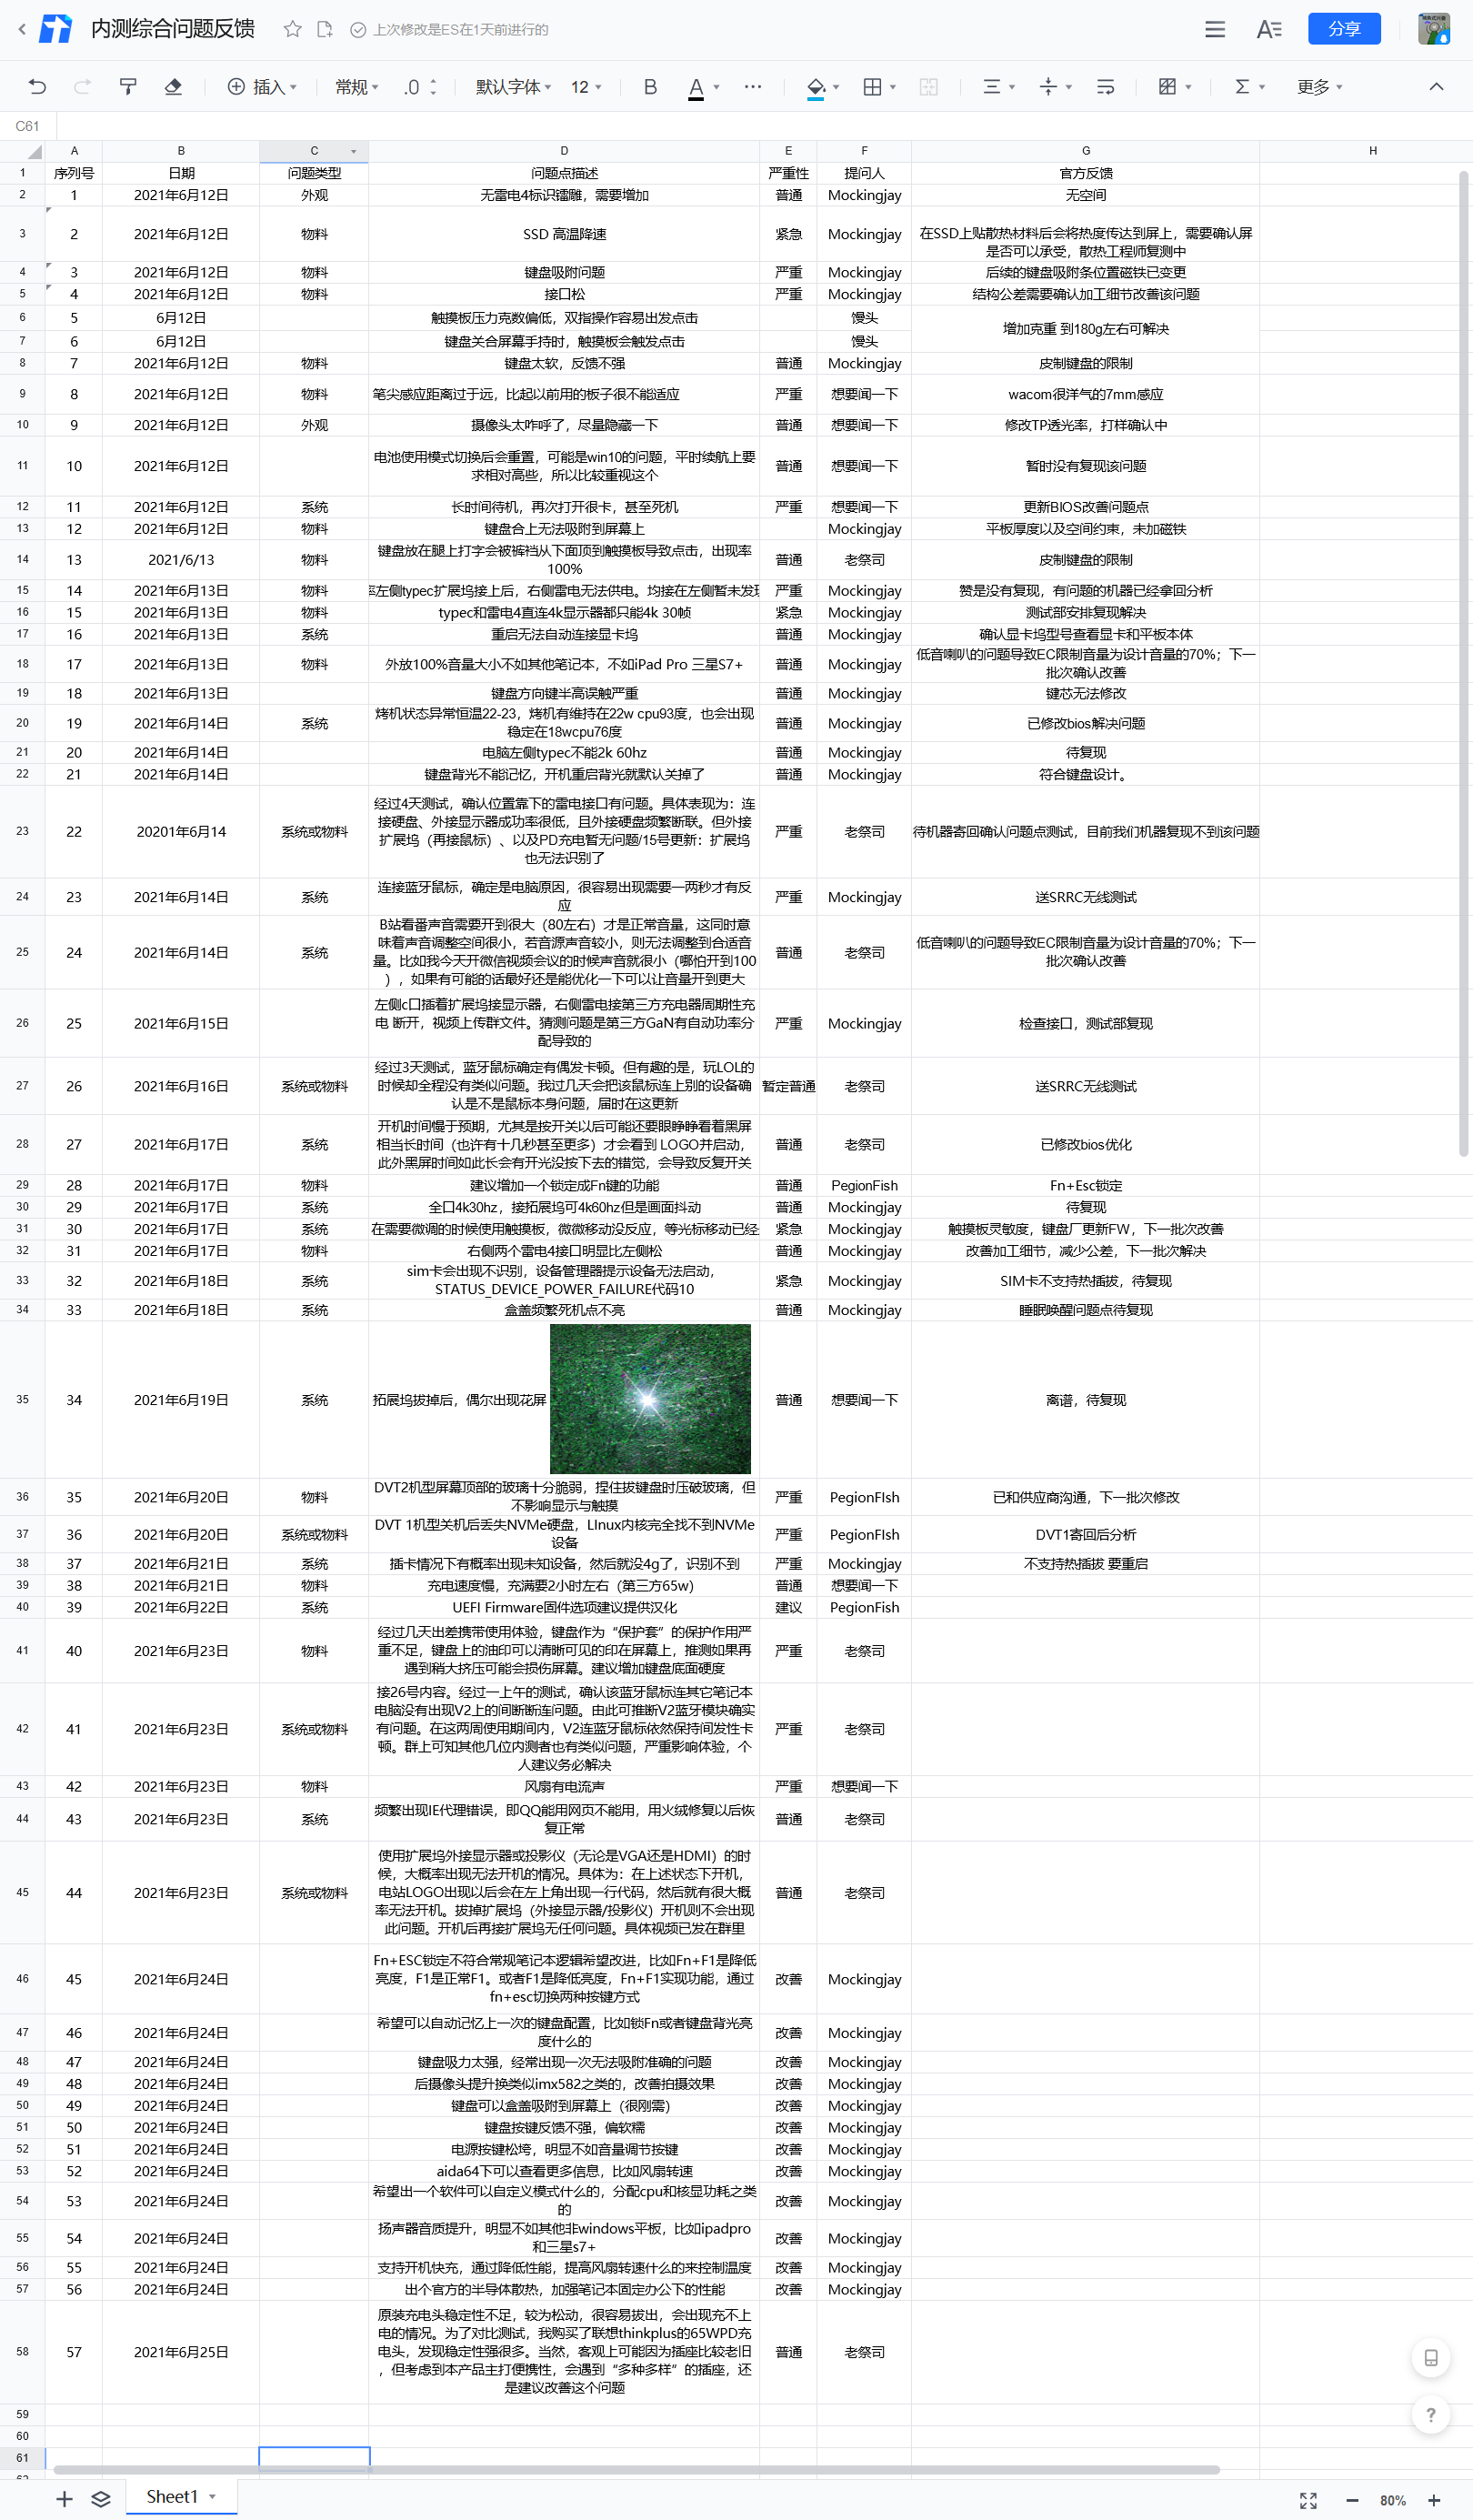 内测综合问题反馈
上次修改是ES在1天前进行的
分享
插入
常规
.0
默认字体
12
B
A
更多
C61
A B C D E F G H
1 序列号 日期 问题类型 问题点描述 严重性 提问人 官方反馈
2 1 2021年6月12日 外观 无雷电4标识镭雕，需要增加 普通 Mockingjay 无空间
3 2 2021年6月12日 物料 SSD 高温降速 紧急 Mockingjay 在SSD上贴散热材料后会将热度传达到屏上，需要确认屏
是否可以承受，散热工程师复测中
4 3 2021年6月12日 物料 键盘吸附问题 严重 Mockingjay 后续的键盘吸附条位置磁铁已变更
5 4 2021年6月12日 物料 接口松 严重 Mockingjay 结构公差需要确认加工细节改善该问题
6 5 6月12日 触摸板压力克数偏低，双指操作容易出发点击 馒头
增加克重 到180g左右可解决
7 6 6月12日 键盘关合屏幕手持时，触摸板会触发点击 馒头
8 7 2021年6月12日 物料 键盘太软，反馈不强 普通 Mockingjay 皮制键盘的限制
9 8 2021年6月12日 物料 笔尖感应距离过于远，比起以前用的板子很不能适应 严重 想要闻一下 wacom很洋气的7mm感应
10 9 2021年6月12日 外观 摄像头太咋呼了，尽量隐藏一下 普通 想要闻一下 修改TP透光率，打样确认中
11 10 2021年6月12日 电池使用模式切换后会重置，可能是win10的问题，平时续航上要
求相对高些，所以比较重视这个 普通 想要闻一下 暂时没有复现该问题
12 11 2021年6月12日 系统 长时间待机，再次打开很卡，甚至死机 严重 想要闻一下 更新BIOS改善问题点
13 12 2021年6月12日 物料 键盘合上无法吸附到屏幕上 Mockingjay 平板厚度以及空间约束，未加磁铁
14 13 2021/6/13 物料 键盘放在腿上打字会被裤裆从下面顶到触摸板导致点击，出现率
100% 普通 老祭司 皮制键盘的限制
15 14 2021年6月13日 物料 左侧typec扩展坞接上后，右侧雷电无法供电。均接在左侧暂未发现 严重 Mockingjay 赞是没有复现，有问题的机器已经拿回分析
16 15 2021年6月13日 物料 typec和雷电4直连4k显示器都只能4k 30帧 紧急 Mockingjay 测试部安排复现解决
17 16 2021年6月13日 系统 重启无法自动连接显卡坞 普通 Mockingjay 确认显卡坞型号查看显卡和平板本体
18 17 2021年6月13日 物料 外放100%音量大小不如其他笔记本，不如iPad Pro 三星S7+ 普通 Mockingjay 低音喇叭的问题导致EC限制音量为设计音量的70%；下一
批次确认改善
19 18 2021年6月13日 键盘方向键半高误触严重 普通 Mockingjay 键芯无法修改
20 19 2021年6月14日 系统 烤机状态异常恒温22-23，烤机有维持在22w cpu93度，也会出现
稳定在18wcpu76度 普通 Mockingjay 已修改bios解决问题
21 20 2021年6月14日 电脑左侧typec不能2k 60hz 普通 Mockingjay 待复现
22 21 2021年6月14日 键盘背光不能记忆，开机重启背光就默认关掉了 普通 Mockingjay 符合键盘设计。
23 22 20201年6月14 系统或物料 经过4天测试，确认位置靠下的雷电接口有问题。具体表现为：连
接硬盘、外接显示器成功率很低，且外接硬盘频繁断联。但外接
扩展坞（再接鼠标）、以及PD充电暂无问题/15号更新：扩展坞
也无法识别了 严重 老祭司 待机器寄回确认问题点测试，目前我们机器复现不到该问题
24 23 2021年6月14日 系统 连接蓝牙鼠标，确定是电脑原因，很容易出现需要一两秒才有反
应 严重 Mockingjay 送SRRC无线测试
25 24 2021年6月14日 系统 B站看番声音需要开到很大（80左右）才是正常音量，这同时意
味着声音调整空间很小，若音源声音较小，则无法调整到合适音
量。比如我今天开微信视频会议的时候声音就很小（哪怕开到100
），如果有可能的话最好还是能优化一下可以让音量开到更大 普通 老祭司 低音喇叭的问题导致EC限制音量为设计音量的70%；下一
批次确认改善
26 25 2021年6月15日 左侧c口插着扩展坞接显示器，右侧雷电接第三方充电器周期性充
电 断开，视频上传群文件。猜测问题是第三方GaN有自动功率分
配导致的 严重 Mockingjay 检查接口，测试部复现
27 26 2021年6月16日 系统或物料 经过3天测试，蓝牙鼠标确定有偶发卡顿。但有趣的是，玩LOL的
时候却全程没有类似问题。我过几天会把该鼠标连上别的设备确
认是不是鼠标本身问题，届时在这更新 暂定普通 老祭司 送SRRC无线测试
28 27 2021年6月17日 系统 开机时间慢于预期，尤其是按开关以后可能还要眼睁睁看着黑屏
相当长时间（也许有十几秒甚至更多）才会看到 LOGO并启动，
此外黑屏时间如此长会有开光没按下去的错觉，会导致反复开关 普通 老祭司 已修改bios优化
29 28 2021年6月17日 物料 建议增加一个锁定成Fn键的功能 普通 PegionFish Fn+Esc锁定
30 29 2021年6月17日 系统 全口4k30hz，接拓展坞可4k60hz但是画面抖动 普通 Mockingjay 待复现
31 30 2021年6月17日 系统 在需要微调的时候使用触摸板，微微移动没反应，等光标移动已经 紧急 Mockingjay 触摸板灵敏度，键盘厂更新FW，下一批次改善
32 31 2021年6月17日 物料 右侧两个雷电4接口明显比左侧松 普通 Mockingjay 改善加工细节，减少公差，下一批次解决
33 32 2021年6月18日 系统 sim卡会出现不识别，设备管理器提示设备无法启动，
STATUS_DEVICE_POWER_FAILURE代码10 紧急 Mockingjay SIM卡不支持热插拔，待复现
34 33 2021年6月18日 系统 盒盖频繁死机点不亮 普通 Mockingjay 睡眠唤醒问题点待复现
35 34 2021年6月19日 系统 拓展坞拔掉后，偶尔出现花屏 普通 想要闻一下 离谱，待复现
36 35 2021年6月20日 物料 DVT2机型屏幕顶部的玻璃十分脆弱，捏住拔键盘时压破玻璃，但
不影响显示与触摸 严重 PegionFIsh 已和供应商沟通，下一批次修改
37 36 2021年6月20日 系统或物料 DVT 1机型关机后丢失NVMe硬盘，LInux内核完全找不到NVMe
设备 严重 PegionFIsh DVT1寄回后分析
38 37 2021年6月21日 系统 插卡情况下有概率出现未知设备，然后就没4g了，识别不到 严重 Mockingjay 不支持热插拔 要重启
39 38 2021年6月21日 物料 充电速度慢，充满要2小时左右（第三方65w） 普通 想要闻一下
40 39 2021年6月22日 系统 UEFI Firmware固件选项建议提供汉化 建议 PegionFish
41 40 2021年6月23日 物料 经过几天出差携带使用体验，键盘作为“保护套”的保护作用严
重不足，键盘上的油印可以清晰可见的印在屏幕上，推测如果再
遇到稍大挤压可能会损伤屏幕。建议增加键盘底面硬度 严重 老祭司
42 41 2021年6月23日 系统或物料 接26号内容。经过一上午的测试，确认该蓝牙鼠标连其它笔记本
电脑没有出现V2上的间断断连问题。由此可推断V2蓝牙模块确实
有问题。在这两周使用期间内，V2连蓝牙鼠标依然保持间发性卡
顿。群上可知其他几位内测者也有类似问题，严重影响体验，个
人建议务必解决 严重 老祭司
43 42 2021年6月23日 物料 风扇有电流声 严重 想要闻一下
44 43 2021年6月23日 系统 频繁出现IE代理错误，即QQ能用网页不能用，用火绒修复以后恢
复正常 普通 老祭司
45 44 2021年6月23日 系统或物料 使用扩展坞外接显示器或投影仪（无论是VGA还是HDMI）的时
候，大概率出现无法开机的情况。具体为：在上述状态下开机，
电站LOGO出现以后会在左上角出现一行代码，然后就有很大概
率无法开机。拔掉扩展坞（外接显示器/投影仪）开机则不会出现
此问题。开机后再接扩展坞无任何问题。具体视频已发在群里 普通 老祭司
46 45 2021年6月24日 Fn+ESC锁定不符合常规笔记本逻辑希望改进，比如Fn+F1是降低
亮度，F1是正常F1。或者F1是降低亮度，Fn+F1实现功能，通过
fn+esc切换两种按键方式 改善 Mockingjay
47 46 2021年6月24日 希望可以自动记忆上一次的键盘配置，比如锁Fn或者键盘背光亮
度什么的 改善 Mockingjay
48 47 2021年6月24日 键盘吸力太强，经常出现一次无法吸附准确的问题 改善 Mockingjay
49 48 2021年6月24日 后摄像头提升换类似imx582之类的，改善拍摄效果 改善 Mockingjay
50 49 2021年6月24日 键盘可以盒盖吸附到屏幕上（很刚需） 改善 Mockingjay
51 50 2021年6月24日 键盘按键反馈不强，偏软糯 改善 Mockingjay
52 51 2021年6月24日 电源按键松垮，明显不如音量调节按键 改善 Mockingjay
53 52 2021年6月24日 aida64下可以查看更多信息，比如风扇转速 改善 Mockingjay
54 53 2021年6月24日 希望出一个软件可以自定义模式什么的，分配cpu和核显功耗之类
的 改善 Mockingjay
55 54 2021年6月24日 扬声器音质提升，明显不如其他非windows平板，比如ipadpro
和三星s7+ 改善 Mockingjay
56 55 2021年6月24日 支持开机快充，通过降低性能，提高风扇转速什么的来控制温度 改善 Mockingjay
57 56 2021年6月24日 出个官方的半导体散热，加强笔记本固定办公下的性能 改善 Mockingjay
58 57 2021年6月25日 原装充电头稳定性不足，较为松动，很容易拔出，会出现充不上
电的情况。为了对比测试，我购买了联想thinkplus的65WPD充
电头，发现稳定性强很多。当然，客观上可能因为插座比较老旧
，但考虑到本产品主打便携性，会遇到“多种多样”的插座，还
是建议改善这个问题 普通 老祭司
59
60
61
Sheet1
80%